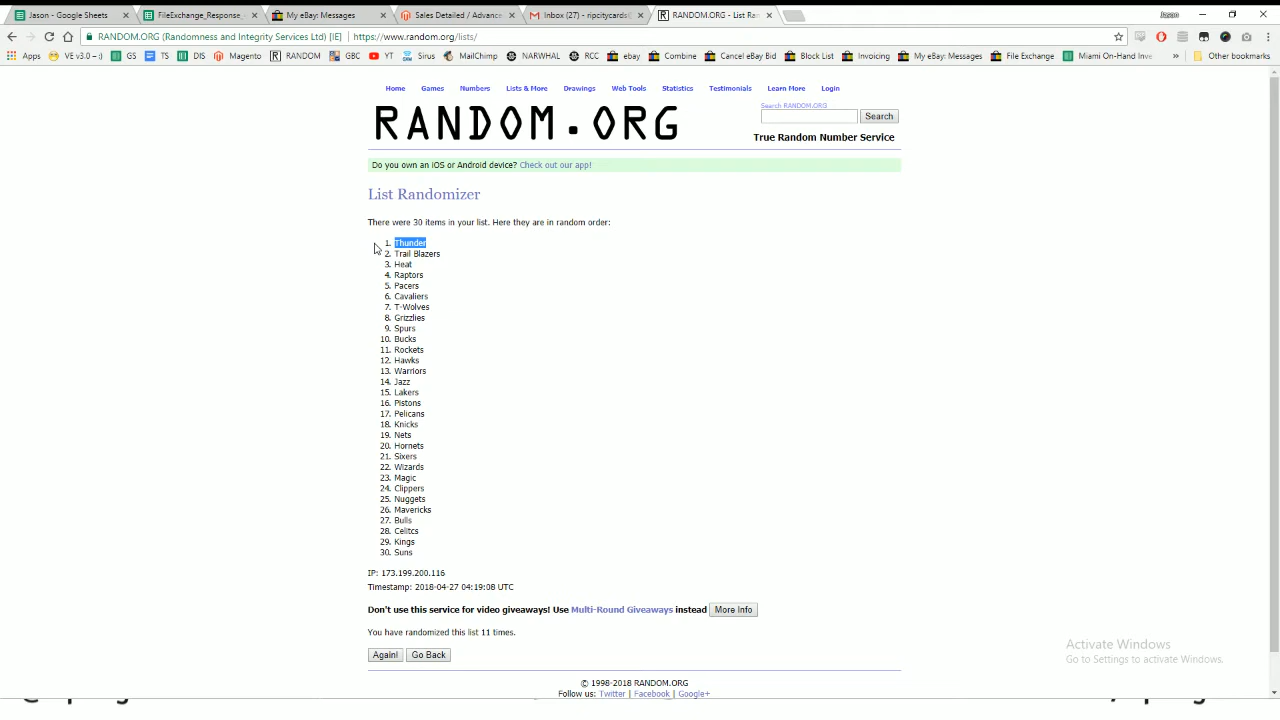 Jason - Google Sheets
FileExchange_Response_
My eBay: Messages
Sales Detailed / Advance
Inbox (27) - ripcitycards@
RANDOM.ORG - List Ra
Jason
RANDOM.ORG (Randomness and Integrity Services Ltd) [IE]
https://www.random.org/lists/
Apps
VE v3.0 -- :)
GS
TS
DIS
Magento
RANDOM
GBC
YT
Sirus
MailChimp
NARWHAL
RCC
ebay
Combine
Cancel eBay Bid
Block List
Invoicing
My eBay: Messages
File Exchange
Miami On-Hand Inve
»
Other bookmarks
Home Games Numbers Lists & More Drawings Web Tools Statistics Testimonials Learn More Login
Search RANDOM.ORG
RANDOM.ORG
Search
True Random Number Service
Do you own an iOS or Android device? Check out our app!
List Randomizer
There were 30 items in your list. Here they are in random order:
1. Thunder
2. Trail Blazers
3. Heat
4. Raptors
5. Pacers
6. Cavaliers
7. T-Wolves
8. Grizzlies
9. Spurs
10. Bucks
11. Rockets
12. Hawks
13. Warriors
14. Jazz
15. Lakers
16. Pistons
17. Pelicans
18. Knicks
19. Nets
20. Hornets
21. Sixers
22. Wizards
23. Magic
24. Clippers
25. Nuggets
26. Mavericks
27. Bulls
28. Celitcs
29. Kings
30. Suns
IP: 173.199.200.116
Timestamp: 2018-04-27 04:19:08 UTC
Don't use this service for video giveaways! Use Multi-Round Giveaways instead
More Info
You have randomized this list 11 times.
Again!
Go Back
Activate Windows
Go to Settings to activate Windows.
© 1998-2018 RANDOM.ORG
Follow us: Twitter | Facebook | Google+